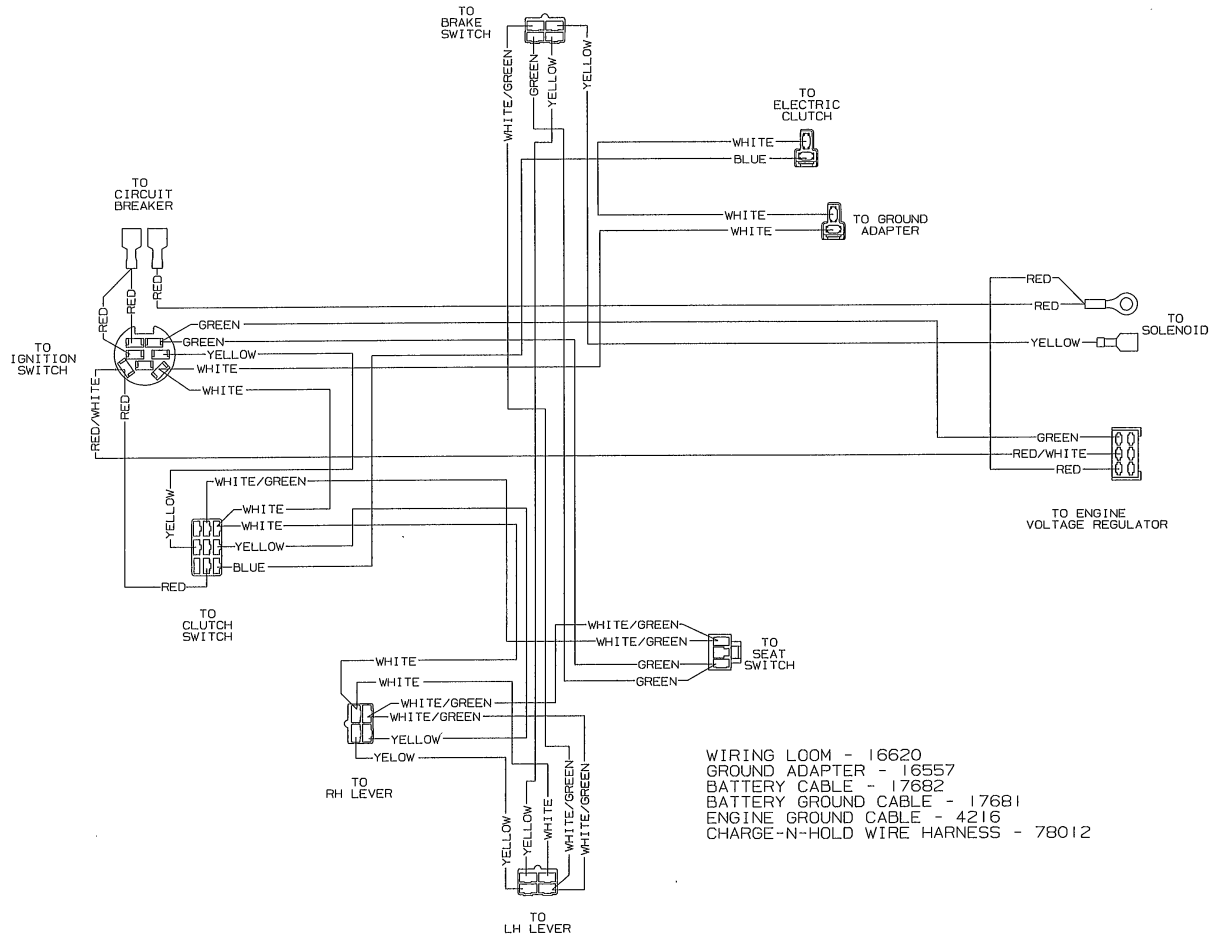 TO
BRAKE
SWITCH
WHITE/GREEN
GREEN
YELLOW
YELLOW
TO
ELECTRIC
CLUTCH
WHITE
BLUE
TO
CIRCUIT
BREAKER
WHITE
WHITE
TO GROUND
ADAPTER
RED
RED
RED
RED
RED
TO
SOLENOID
YELLOW
TO
IGNITION
SWITCH
GREEN
GREEN
YELLOW
WHITE
WHITE
RED/WHITE
RED
GREEN
RED/WHITE
RED
TO ENGINE
VOLTAGE REGULATOR
YELLOW
WHITE/GREEN
WHITE
WHITE
YELLOW
BLUE
RED
TO
CLUTCH
SWITCH
WHITE/GREEN
WHITE/GREEN
GREEN
GREEN
TO
SEAT
SWITCH
WHITE
WHITE
WHITE/GREEN
WHITE/GREEN
YELLOW
YELOW
TO
RH LEVER
YELLOW
YELLOW
WHITE
WHITE/GREEN
WHITE/GREEN
TO
LH LEVER
WIRING LOOM - 16620
GROUND ADAPTER - 16557
BATTERY CABLE - 17682
BATTERY GROUND CABLE - 17681
ENGINE GROUND CABLE - 4216
CHARGE-N-HOLD WIRE HARNESS - 78012